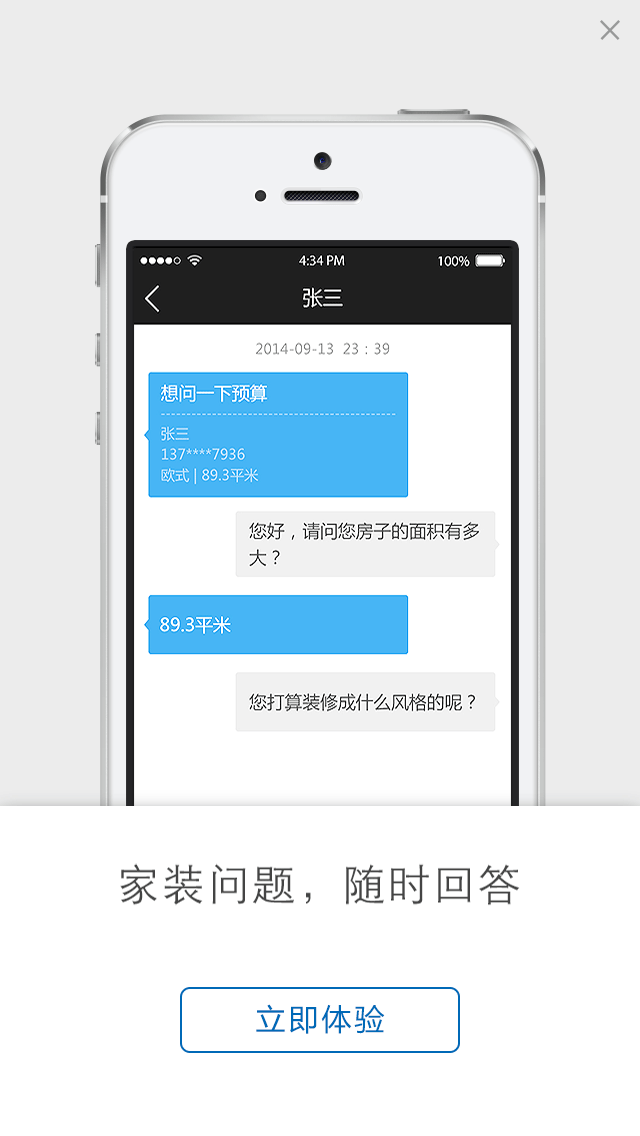 4:34 PM
100%
张三
2014-09-13 23:39
想问一下预算
张三
137****7936
欧式 | 89.3平米
您好，请问您房子的面积有多
大？
89.3平米
您打算装修成什么风格的呢？
家装问题，随时回答
立即体验